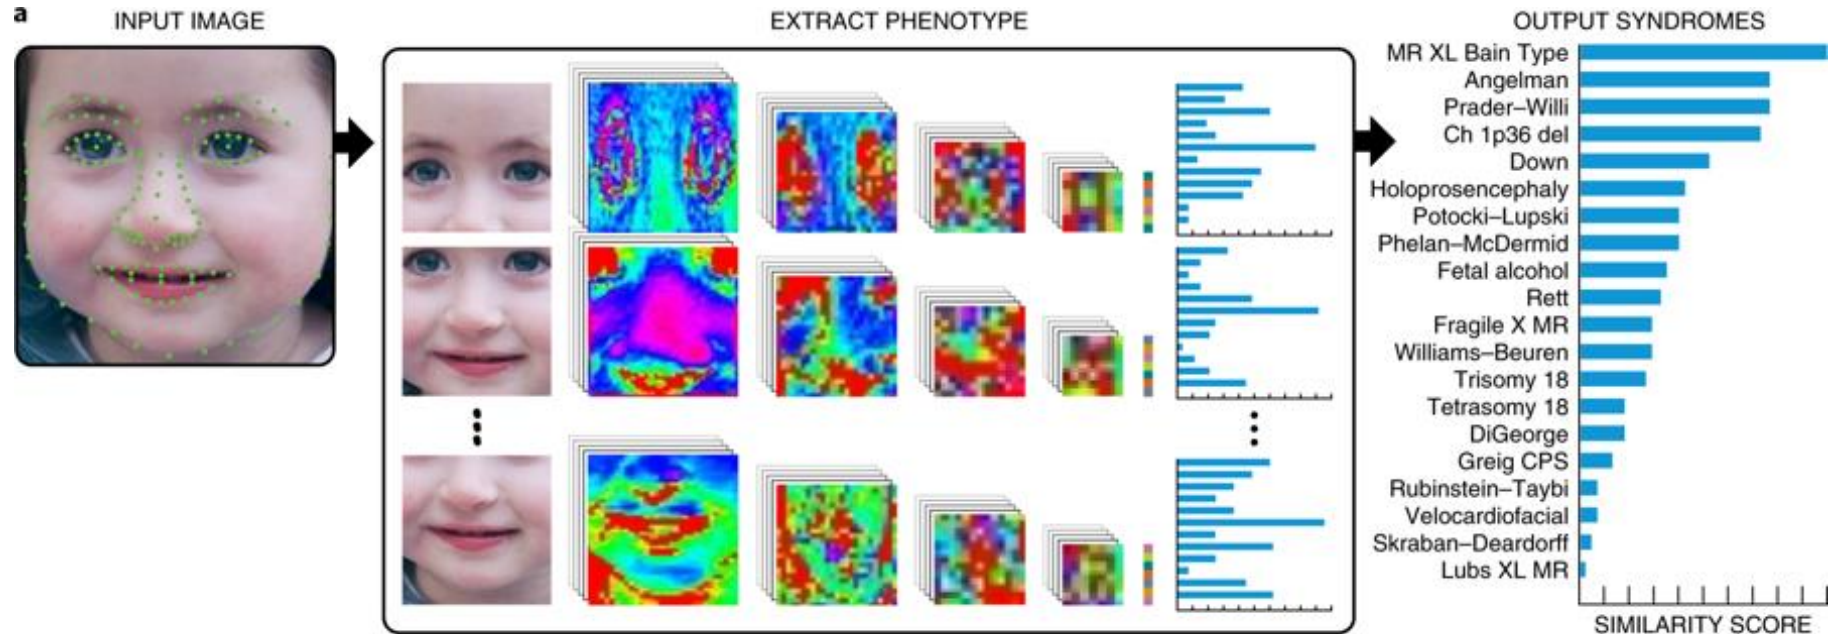 a
INPUT IMAGE
EXTRACT PHENOTYPE
OUTPUT SYNDROMES
MR XL Bain Type
Angelman
Prader–Willi
Ch 1p36 del
Down
Holoprosencephaly
Potocki–Lupski
Phelan–McDermid
Fetal alcohol
Rett
Fragile X MR
Williams–Beuren
Trisomy 18
Tetrasomy 18
DiGeorge
Greig CPS
Rubinstein–Taybi
Velocardiofacial
Skraban–Deardorff
Lubs XL MR
SIMILARITY SCORE